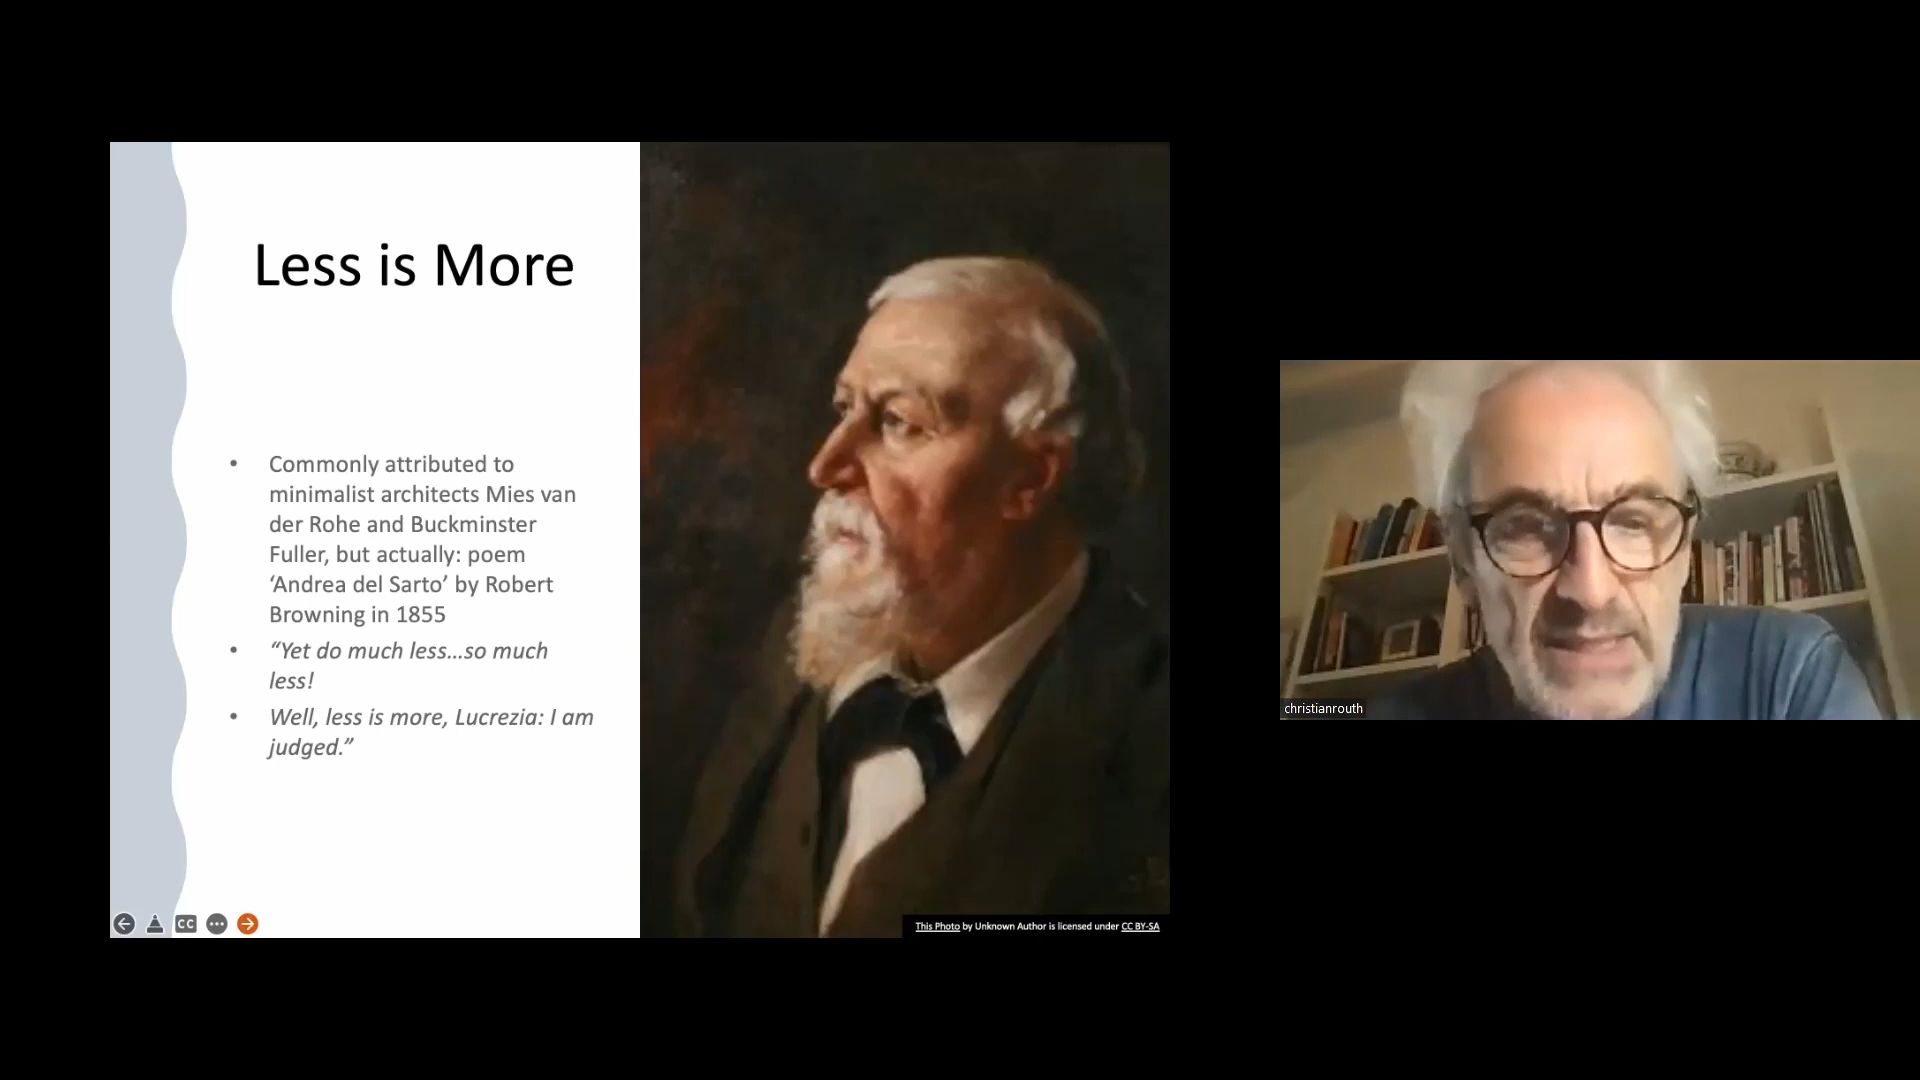 Less is More
• Commonly attributed to
minimalist architects Mies van
der Rohe and Buckminster
Fuller, but actually: poem
‘Andrea del Sarto’ by Robert
Browning in 1855
• “Yet do much less…so much
less!
• Well, less is more, Lucrezia: I am
judged.”
CC
This Photo by Unknown Author is licensed under CC BY-SA
christianrouth